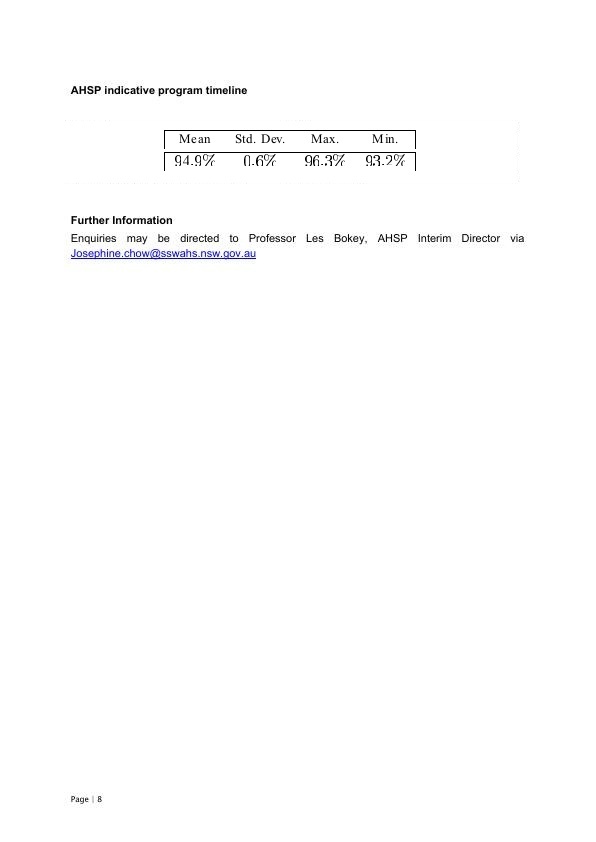 AHSP indicative program timeline
Mean Std. Dev. Max. Min.
94.9% 0.6% 96.3% 93.2%
Further Information
Enquiries may be directed to Professor Les Bokey, AHSP Interim Director via
Josephine.chow@sswahs.nsw.gov.au
Page | 8